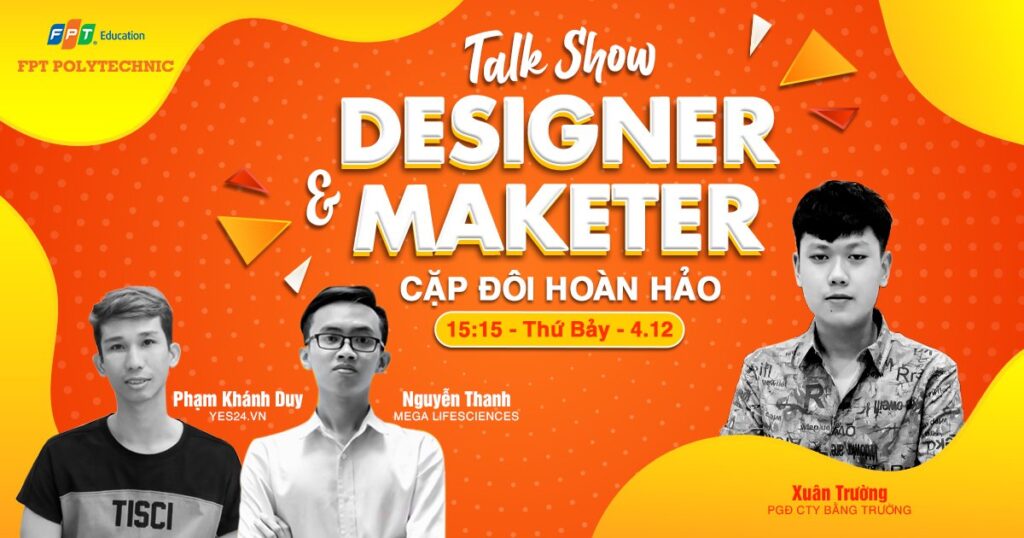 FPT. Education
FPT POLYTECHNIC
Talk Show
DESIGNER
& MAKETER
CẶP ĐÔI HOÀN HẢO
15:15 - Thứ Bảy - 4.12
Phạm Khánh Duy
YES24.VN
Nguyễn Thanh
MEGA LIFESCIENCES
TISCI
Xuân Trường
PGĐ CTY BẰNG TRƯỜNG